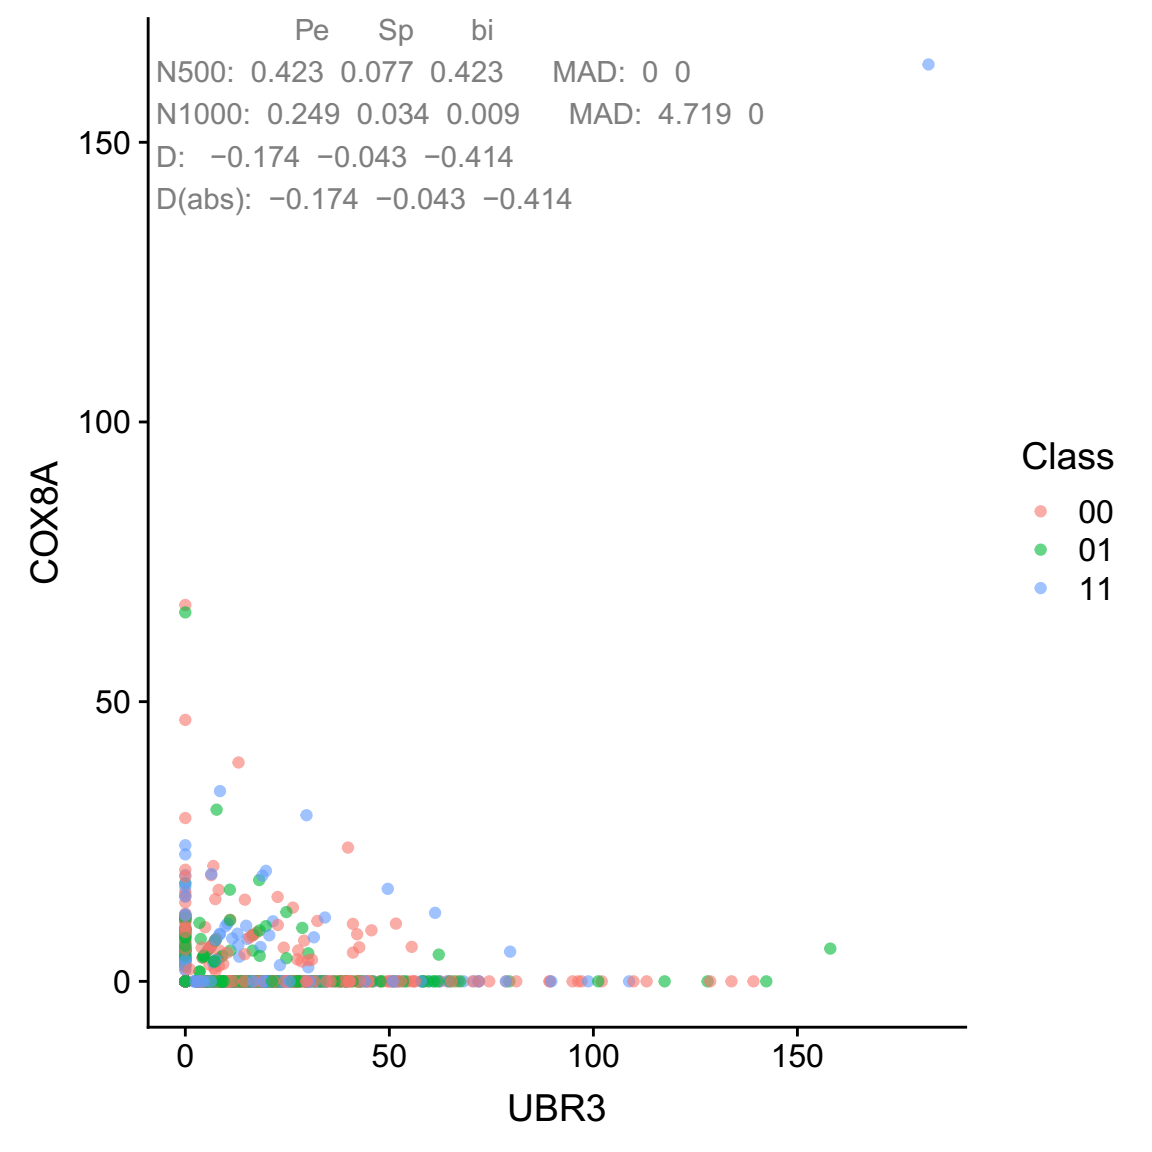 Pe Sp bi
N500: 0.423 0.077 0.423 MAD: 0 0
N1000: 0.249 0.034 0.009 MAD: 4.719 0
D: −0.174 −0.043 −0.414
D(abs): −0.174 −0.043 −0.414
150
100
50
0
COX8A
0 50 100 150
UBR3
Class
00
01
11